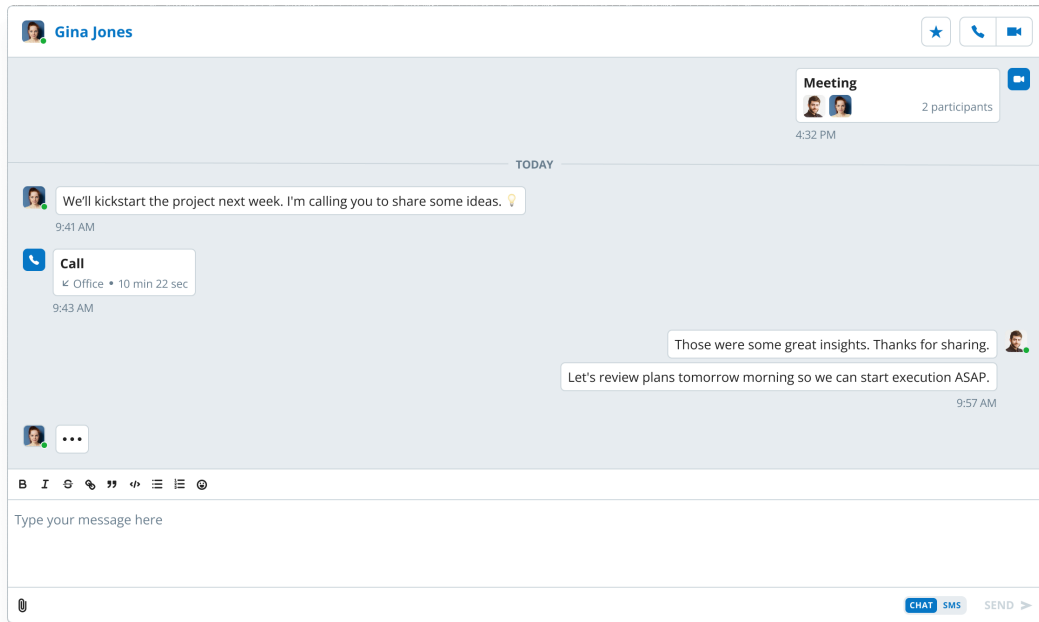 Gina Jones
Meeting
2 participants
4:32 PM
TODAY
We’ll kickstart the project next week. I'm calling you to share some ideas. 💡
9:41 AM
Call
Office • 10 min 22 sec
9:43 AM
Those were some great insights. Thanks for sharing.
Let's review plans tomorrow morning so we can start execution ASAP.
9:57 AM
Type your message here
CHAT SMS SEND